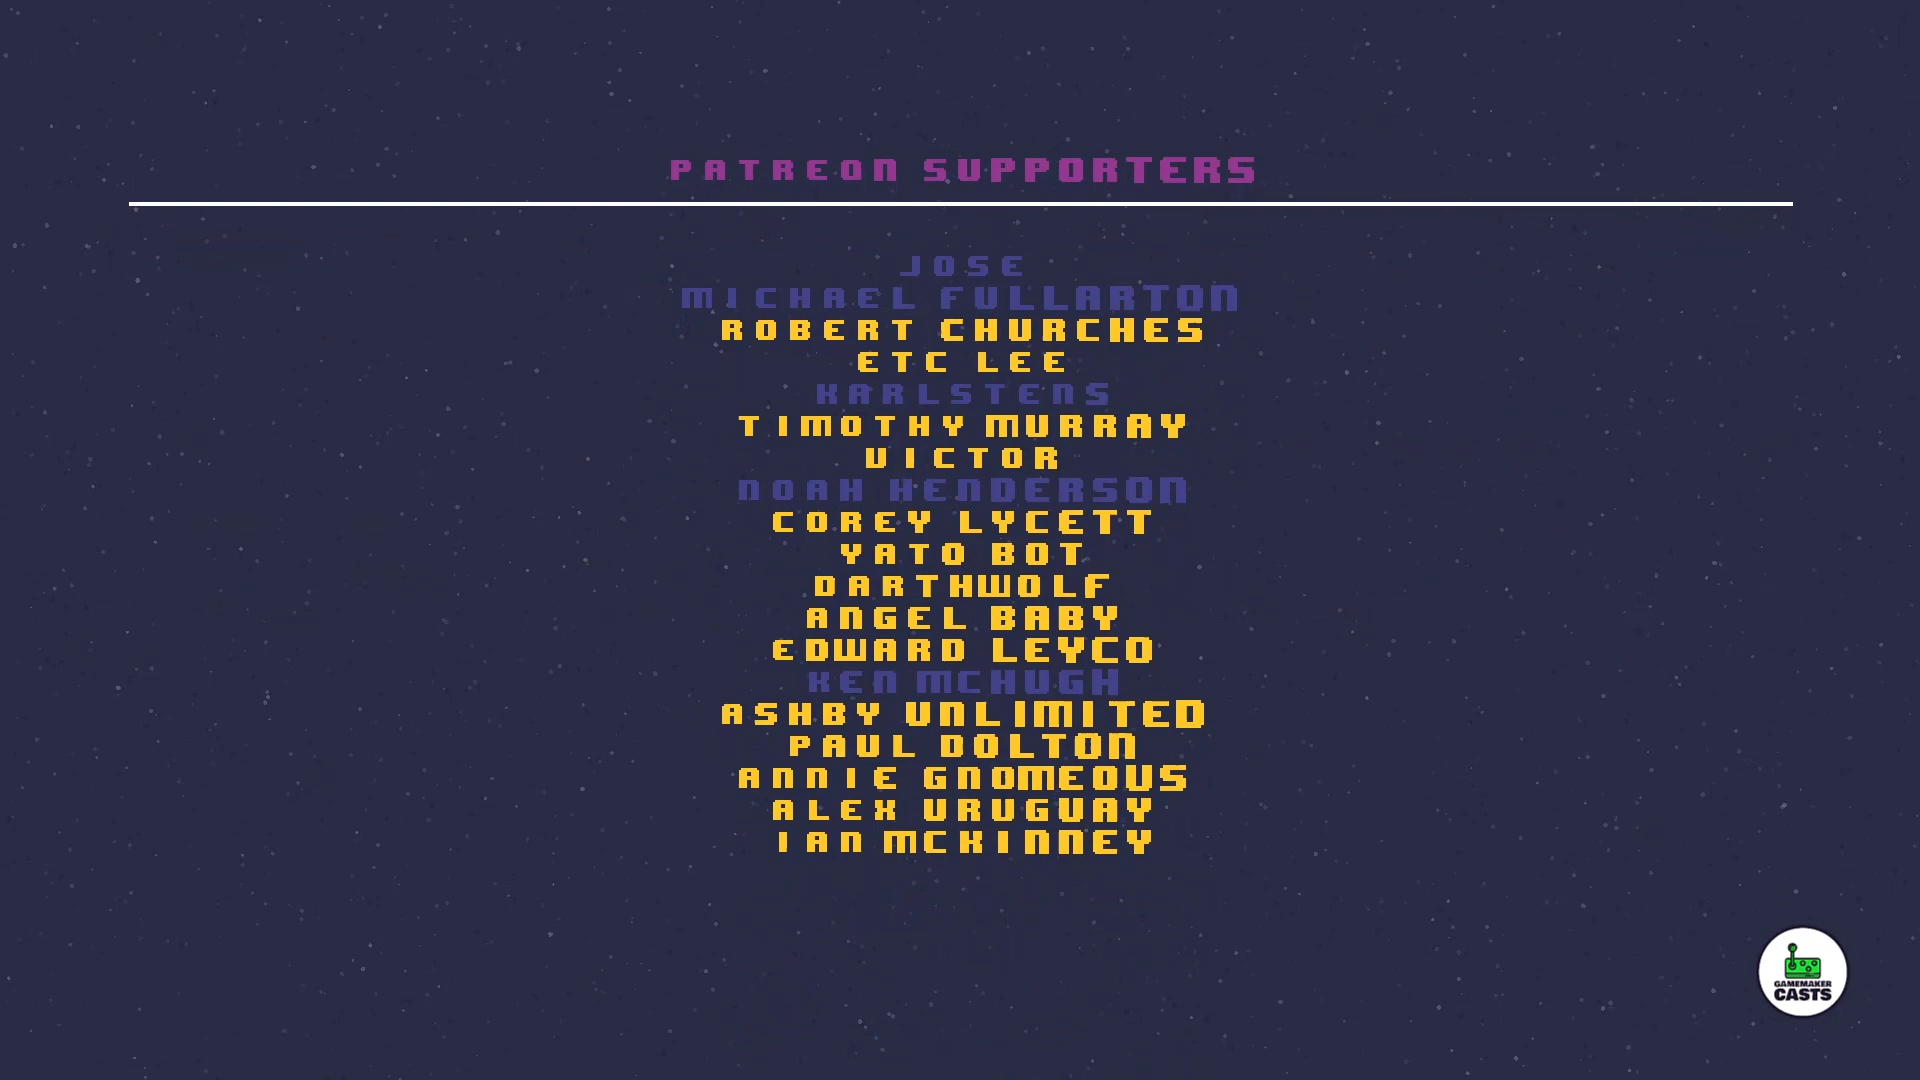 PATREON SUPPORTERS
JOSE
MICHAEL FULLARTON
ROBERT CHURCHES
ETC LEE
KARLSTENS
TIMOTHY MURRAY
VICTOR
NOAH HENDERSON
COREY LYCETT
YATO BOT
DARTHWOLF
ANGEL BABY
EDWARD LEYCO
KEN MCHUGH
ASHBY UNLIMITED
PAUL DOLTON
ANNIE GNOMEOUS
ALEX URUGUAY
IAN MCKINNEY
GAMEMAKER
CASTS